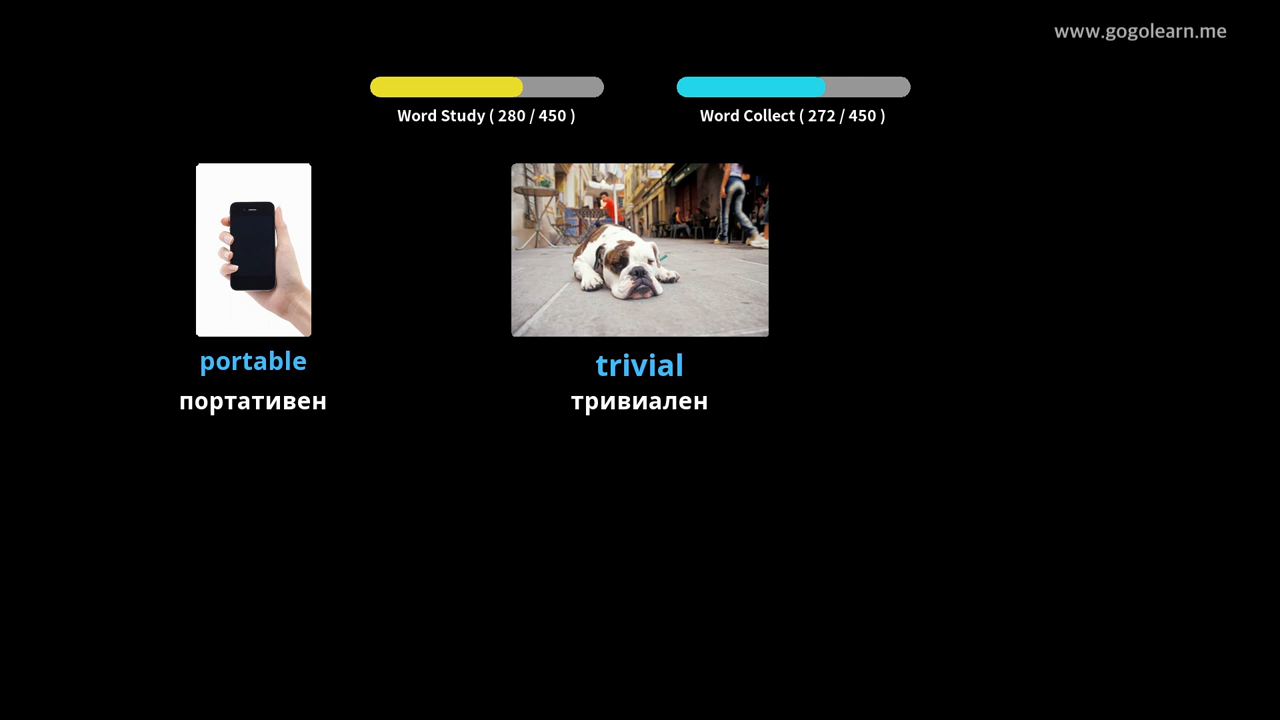 www.gogolearn.me
Word Study ( 280 / 450 )
Word Collect ( 272 / 450 )
portable
trivial
портативен
тривиален